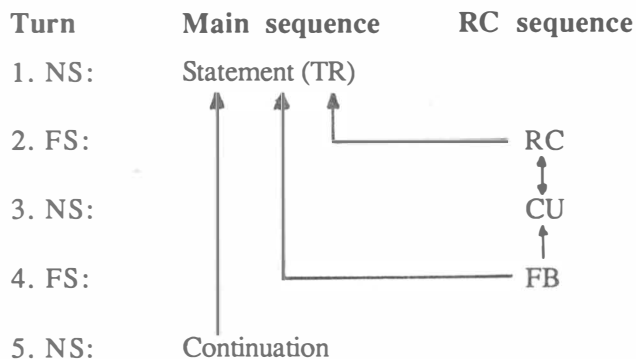 Turn Main sequence RC sequence
1. NS: Statement (TR)
2. FS: RC
3. NS: CU
4. FS: FB
5. NS: Continuation